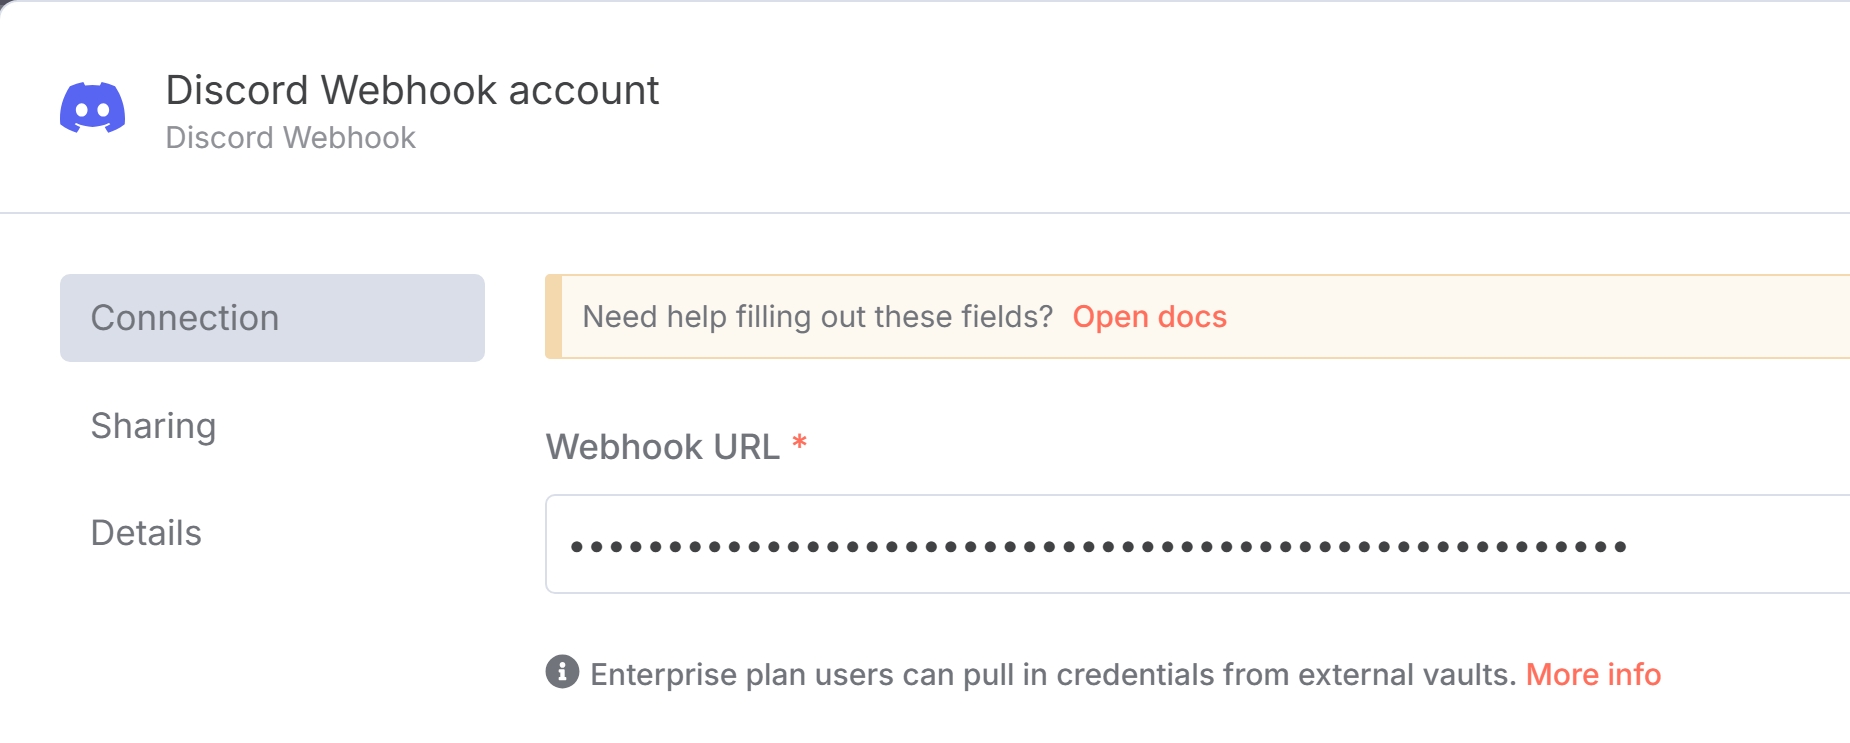 Discord Webhook account
Discord Webhook
Connection
Sharing
Details
Need help filling out these fields? Open docs
Webhook URL *
••••••••••••••••••••••••••••••••••••••••••••••••••••••
Enterprise plan users can pull in credentials from external vaults. More info